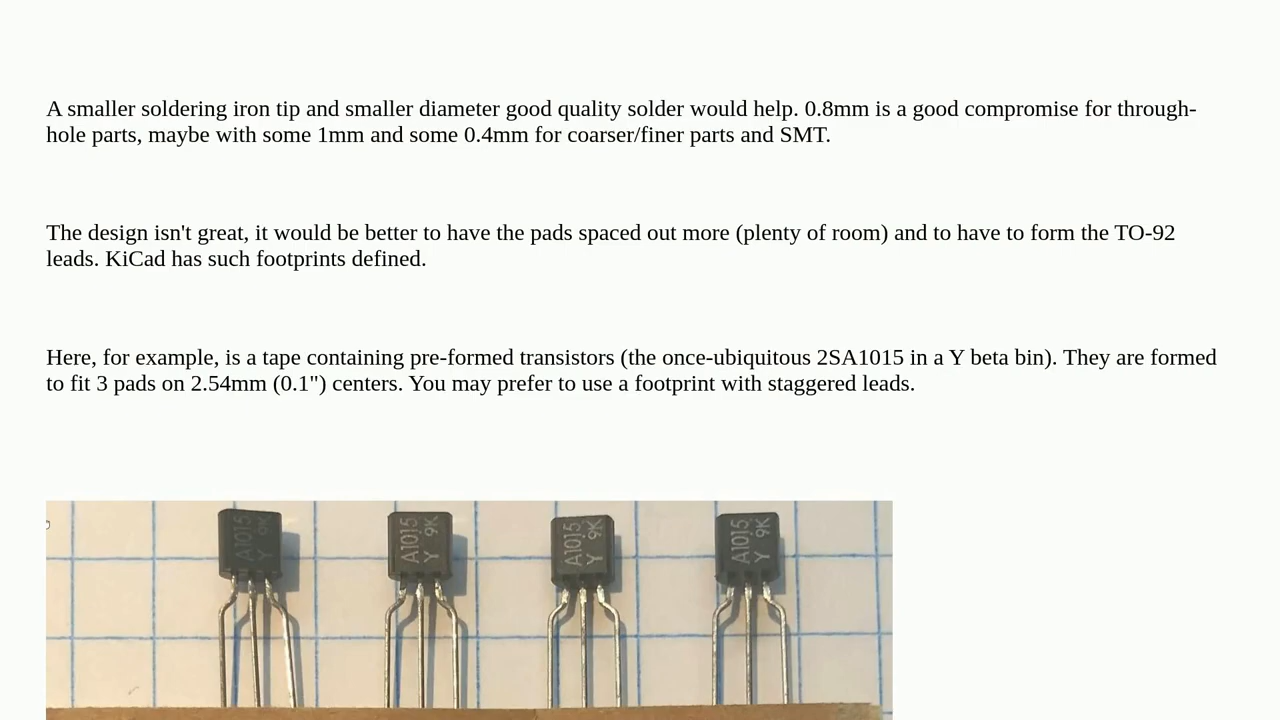 A smaller soldering iron tip and smaller diameter good quality solder would help. 0.8mm is a good compromise for through-
hole parts, maybe with some 1mm and some 0.4mm for coarser/finer parts and SMT.
The design isn't great, it would be better to have the pads spaced out more (plenty of room) and to have to form the TO-92
leads. KiCad has such footprints defined.
Here, for example, is a tape containing pre-formed transistors (the once-ubiquitous 2SA1015 in a Y beta bin). They are formed
to fit 3 pads on 2.54mm (0.1") centers. You may prefer to use a footprint with staggered leads.
A1015
Y 9K
A1015
Y 9K
A1015
Y 9K
A1015
Y 9K